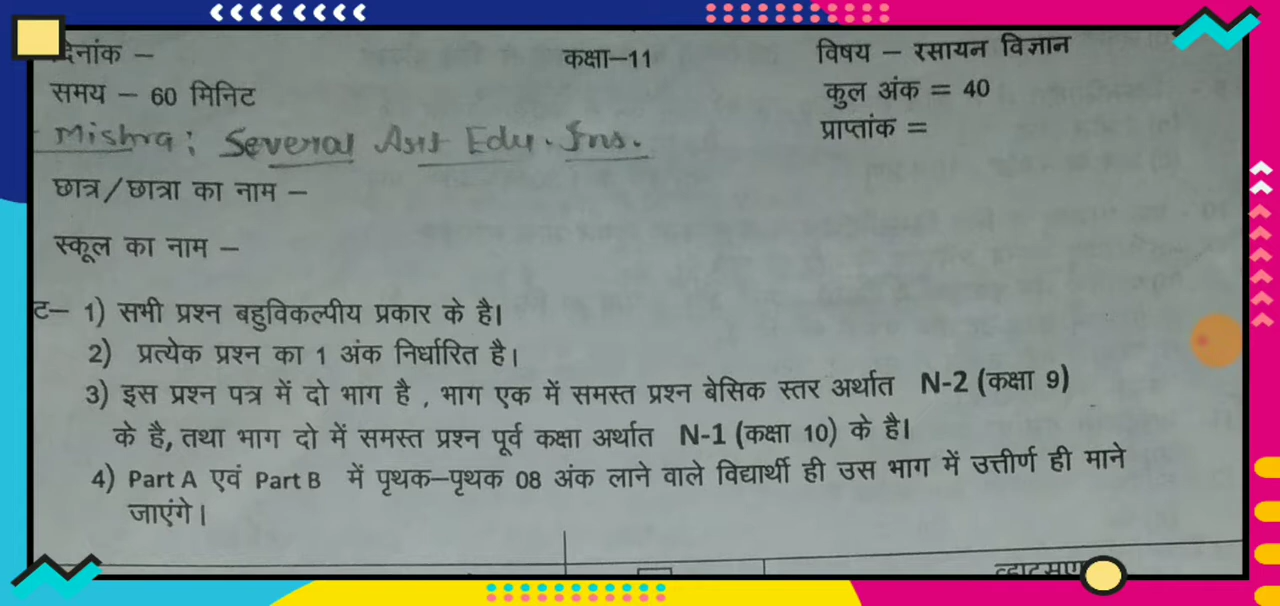 दिनांक – कक्षा–11 विषय – रसायन विज्ञान
समय – 60 मिनिट कुल अंक = 40
प्राप्तांक =
Mishra: Several Asst Edu. Ins.
छात्र/छात्रा का नाम –
स्कूल का नाम –
ट– 1) सभी प्रश्न बहुविकल्पीय प्रकार के है।
2) प्रत्येक प्रश्न का 1 अंक निर्धारित है।
3) इस प्रश्न पत्र में दो भाग है , भाग एक में समस्त प्रश्न बेसिक स्तर अर्थात N-2 (कक्षा 9)
के है, तथा भाग दो में समस्त प्रश्न पूर्व कक्षा अर्थात N-1 (कक्षा 10) के है।
4) Part A एवं Part B में पृथक–पृथक 08 अंक लाने वाले विद्यार्थी ही उस भाग में उत्तीर्ण ही माने
जाएंगे।